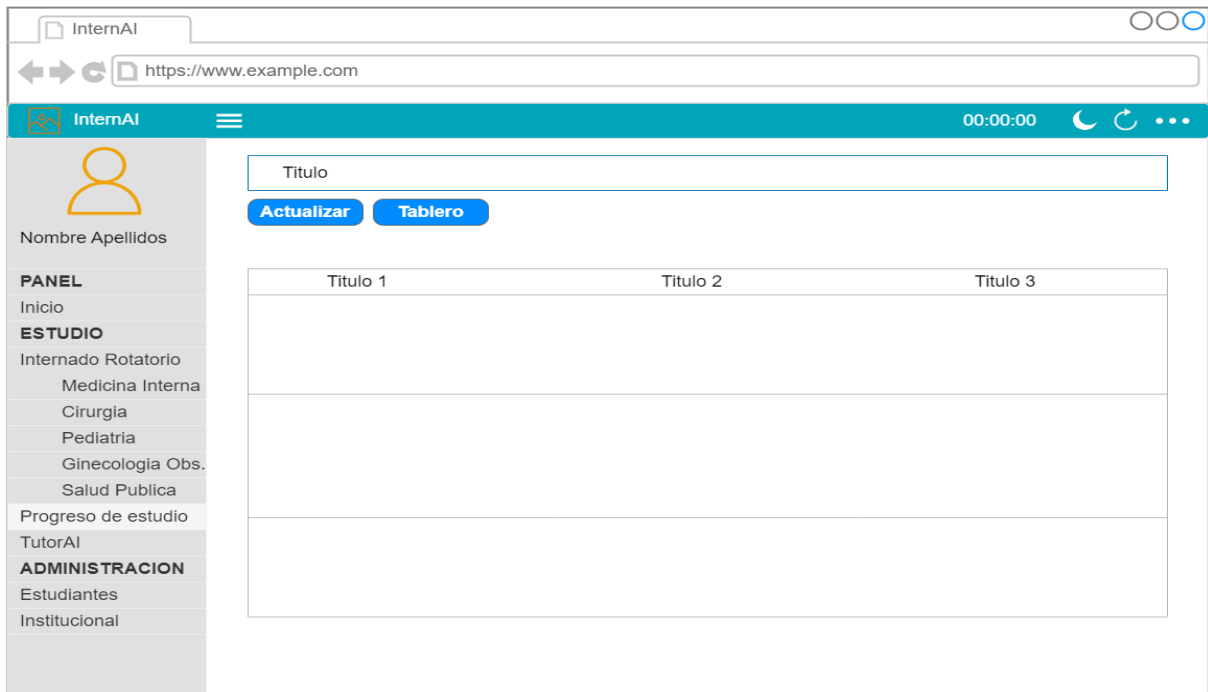 InternAI
https://www.example.com
InternAI 00:00:00
Nombre Apellidos
PANEL
Inicio
ESTUDIO
Internado Rotatorio
Medicina Interna
Cirurgia
Pediatria
Ginecologia Obs.
Salud Publica
Progreso de estudio
TutorAI
ADMINISTRACION
Estudiantes
Institucional
Titulo
Actualizar Tablero
Titulo 1 Titulo 2 Titulo 3